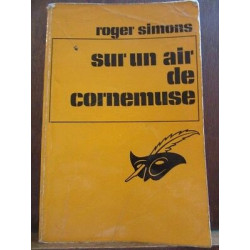 roger simons
sur un air
de
cornemuse